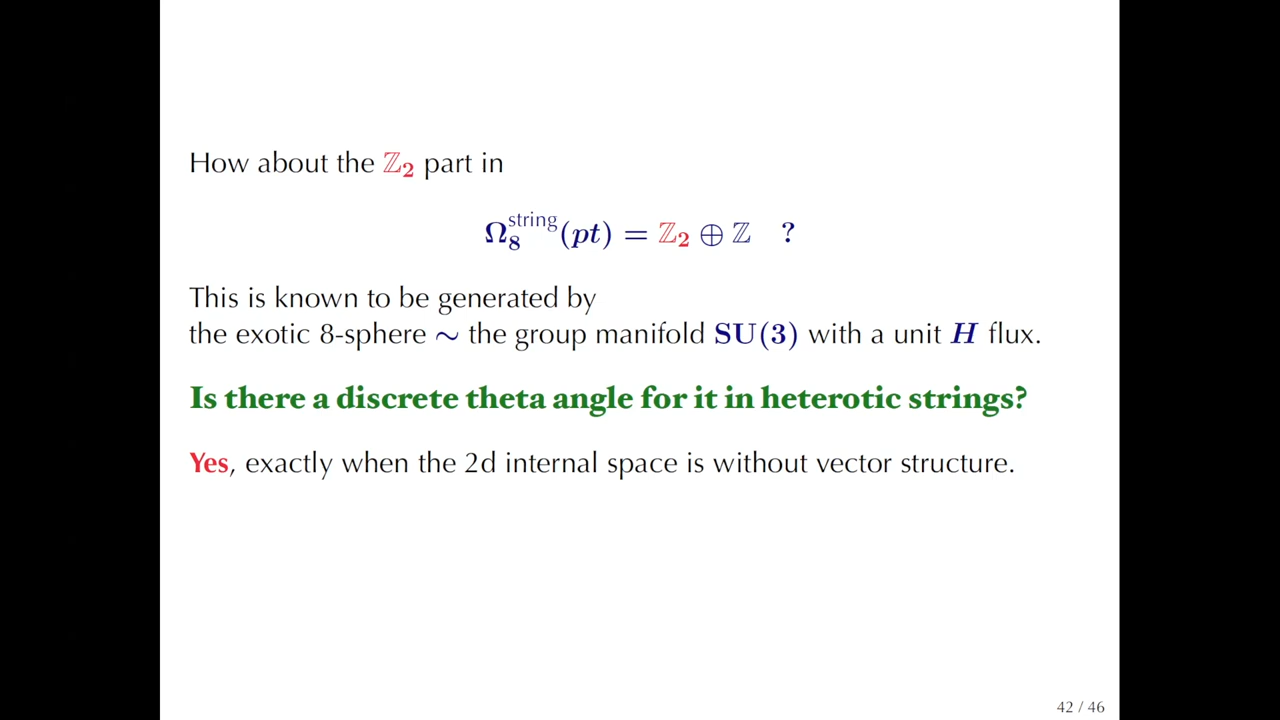 How about the ℤ₂ part in
Ω₈^string(pt) = ℤ₂ ⊕ ℤ ?
This is known to be generated by
the exotic 8-sphere ∼ the group manifold SU(3) with a unit H flux.
Is there a discrete theta angle for it in heterotic strings?
Yes, exactly when the 2d internal space is without vector structure.
42 / 46